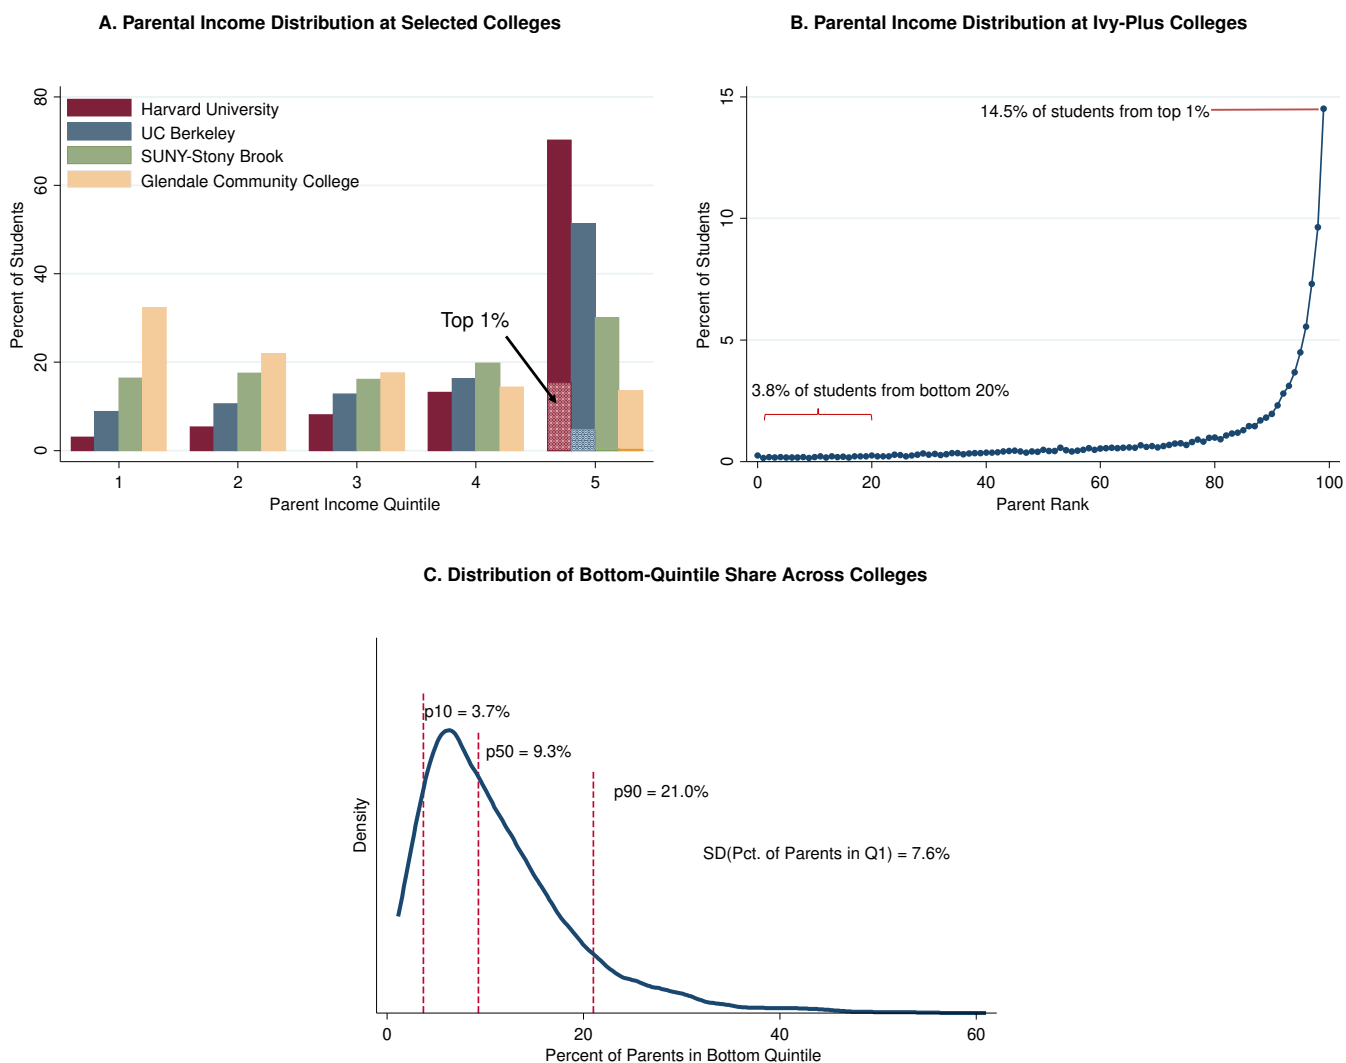 A. Parental Income Distribution at Selected Colleges
80
60
40
20
0
Percent of Students
Harvard University
UC Berkeley
SUNY-Stony Brook
Glendale Community College
Top 1%
1 2 3 4 5
Parent Income Quintile
B. Parental Income Distribution at Ivy-Plus Colleges
15
10
5
0
Percent of Students
14.5% of students from top 1%
3.8% of students from bottom 20%
0 20 40 60 80 100
Parent Rank
C. Distribution of Bottom-Quintile Share Across Colleges
Density
p10 = 3.7%
p50 = 9.3%
p90 = 21.0%
SD(Pct. of Parents in Q1) = 7.6%
0 20 40 60
Percent of Parents in Bottom Quintile